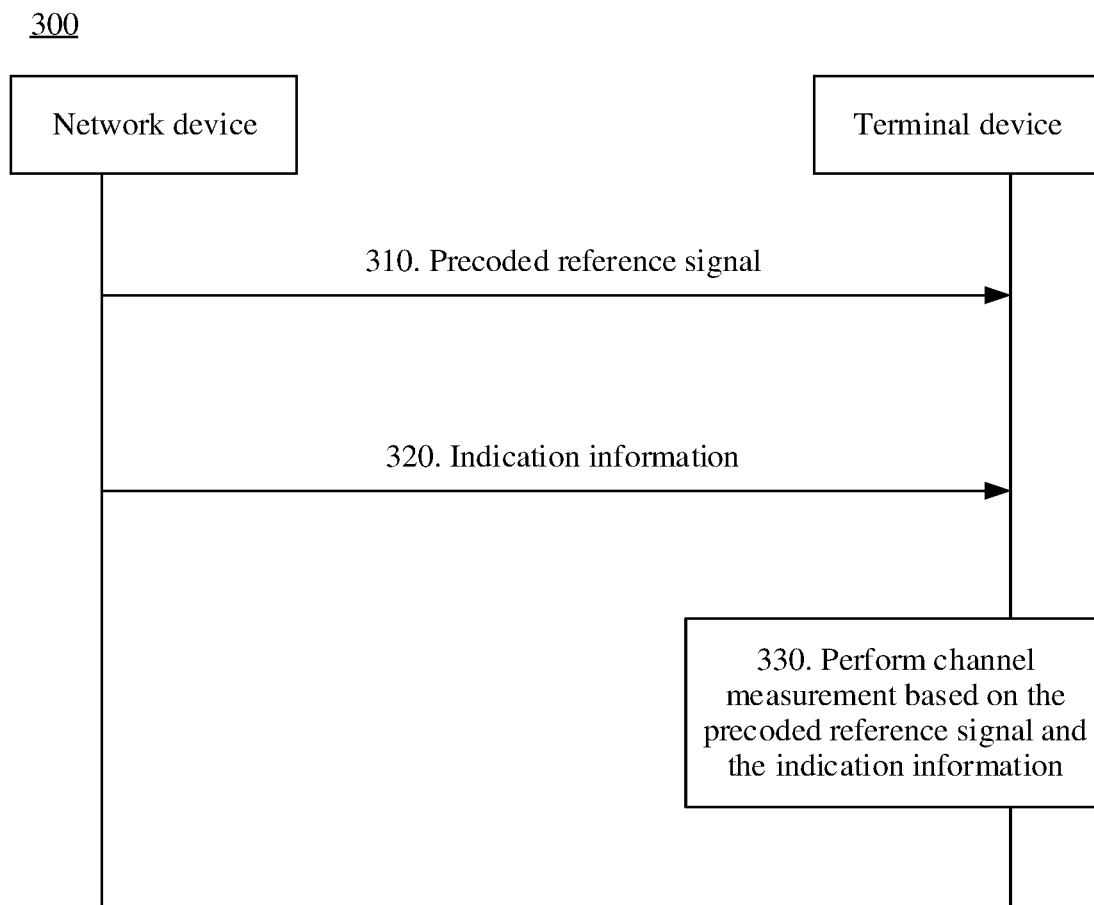 300
Network device
Terminal device
310. Precoded reference signal
320. Indication information
330. Perform channel
measurement based on the
precoded reference signal and
the indication information